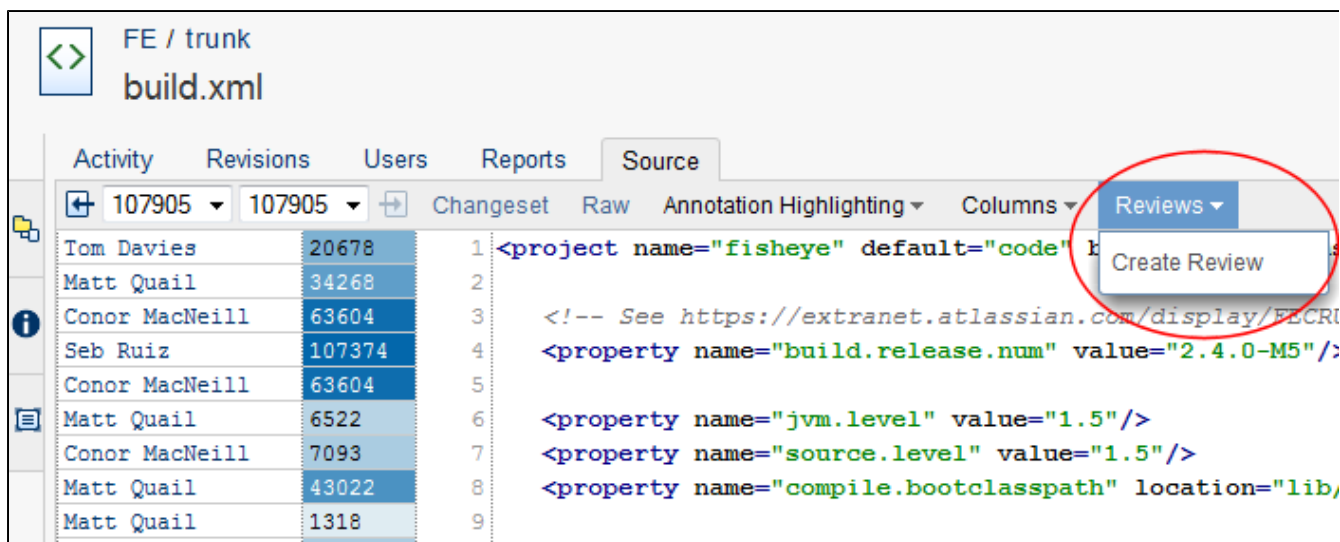 FE / trunk
build.xml
Activity Revisions Users Reports Source
107905 107905 Changeset Raw Annotation Highlighting Columns Reviews
Create Review
Tom Davies 20678 1 <project name="fisheye" default="code"
Matt Quail 34268 2
Conor MacNeill 63604 3 <!-- See https://extranet.atlassian.com/display/FECRU
Seb Ruiz 107374 4 <property name="build.release.num" value="2.4.0-M5"/>
Conor MacNeill 63604 5
Matt Quail 6522 6 <property name="jvm.level" value="1.5"/>
Conor MacNeill 7093 7 <property name="source.level" value="1.5"/>
Matt Quail 43022 8 <property name="compile.bootclasspath" location="lib/
Matt Quail 1318 9